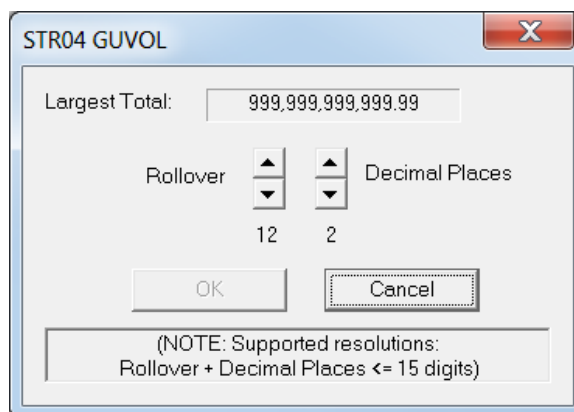 STR04 GUVOL
Largest Total: 999,999,999,999.99
Rollover Decimal Places
12 2
OK Cancel
(NOTE: Supported resolutions:
Rollover + Decimal Places <= 15 digits)